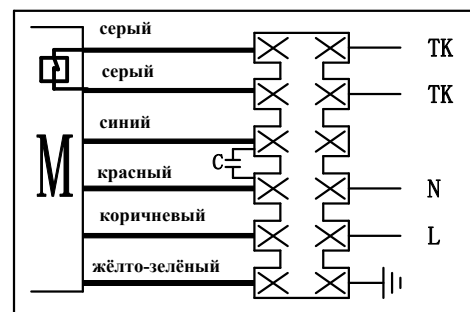 серый
TK
серый
TK
синий
C
M
красный
N
коричневый
L
жёлто-зелёный